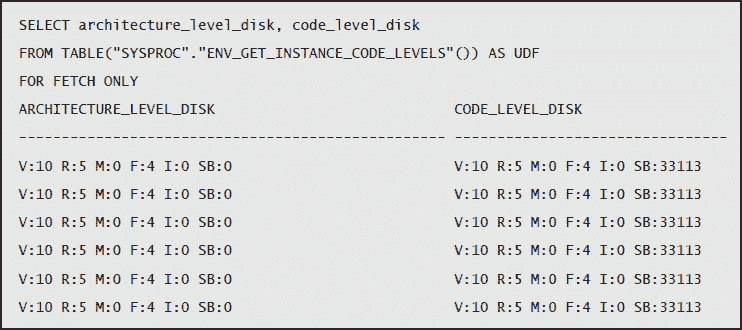 SELECT architecture_level_disk, code_level_disk
FROM TABLE("SYSPROC"."ENV_GET_INSTANCE_CODE_LEVELS"()) AS UDF
FOR FETCH ONLY
ARCHITECTURE_LEVEL_DISK CODE_LEVEL_DISK
-------------------------------------------------- --------------------------------
V:10 R:5 M:0 F:4 I:0 SB:0 V:10 R:5 M:0 F:4 I:0 SB:33113
V:10 R:5 M:0 F:4 I:0 SB:0 V:10 R:5 M:0 F:4 I:0 SB:33113
V:10 R:5 M:0 F:4 I:0 SB:0 V:10 R:5 M:0 F:4 I:0 SB:33113
V:10 R:5 M:0 F:4 I:0 SB:0 V:10 R:5 M:0 F:4 I:0 SB:33113
V:10 R:5 M:0 F:4 I:0 SB:0 V:10 R:5 M:0 F:4 I:0 SB:33113
V:10 R:5 M:0 F:4 I:0 SB:0 V:10 R:5 M:0 F:4 I:0 SB:33113